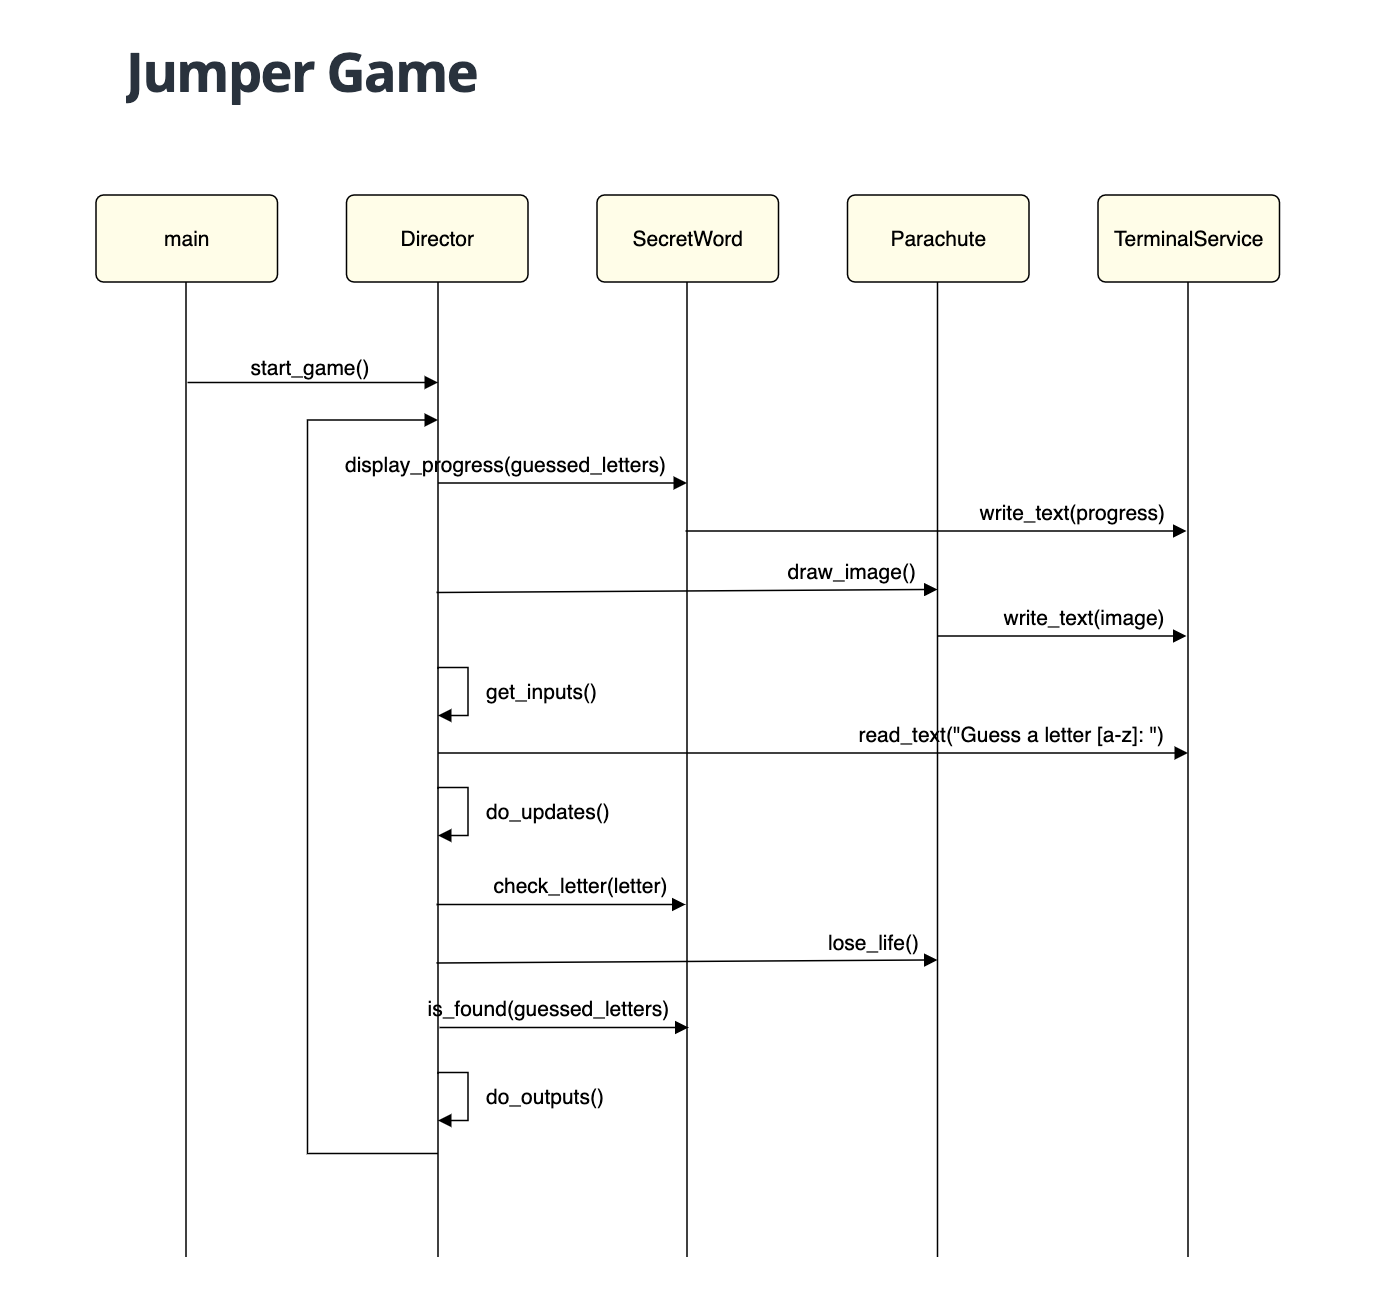 Jumper Game
main
Director
SecretWord
Parachute
TerminalService
start_game()
display_progress(guessed_letters)
write_text(progress)
draw_image()
write_text(image)
get_inputs()
read_text("Guess a letter [a-z]: ")
do_updates()
check_letter(letter)
lose_life()
is_found(guessed_letters)
do_outputs()